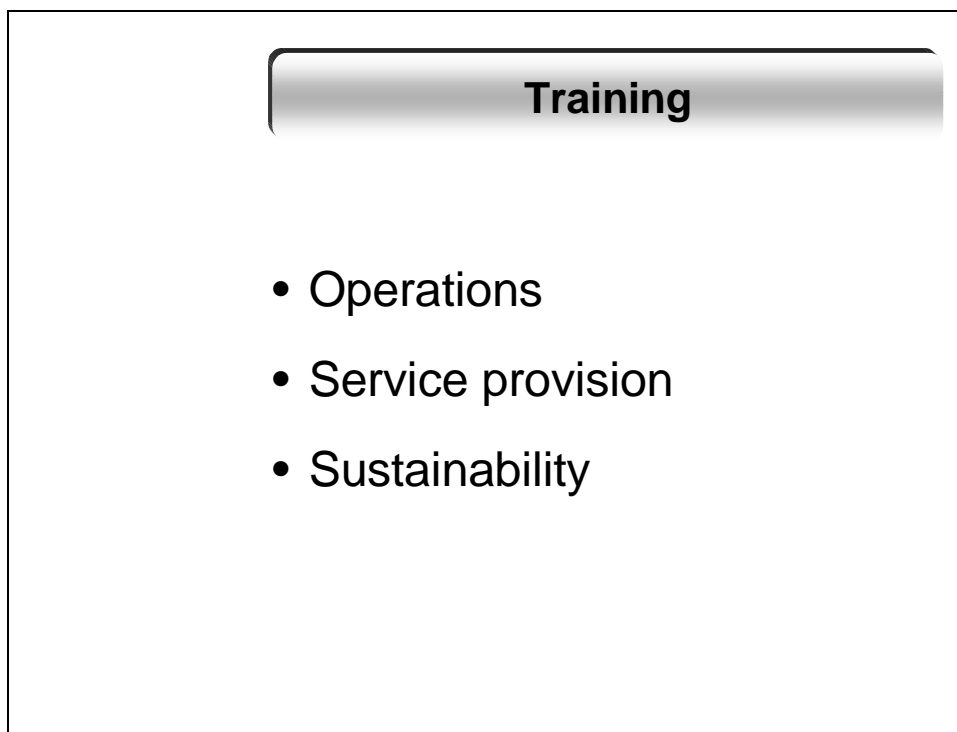 Training
• Operations
• Service provision
• Sustainability